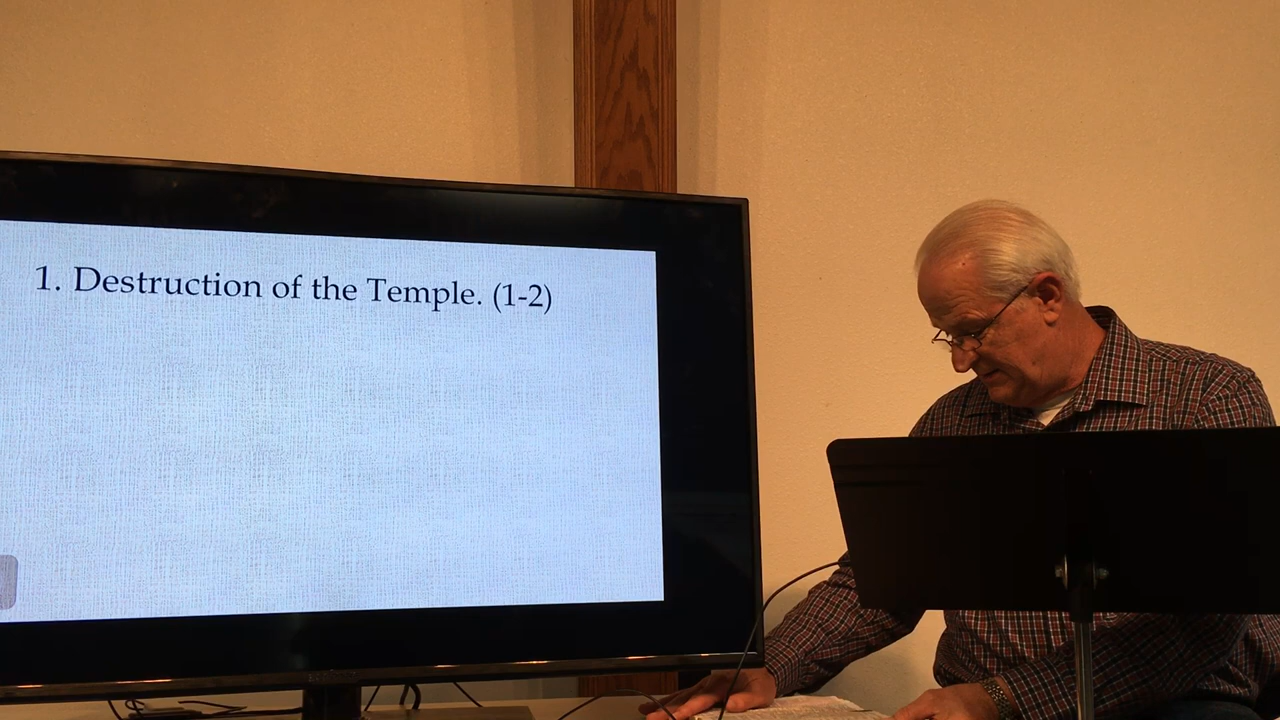 1. Destruction of the Temple. (1-2)